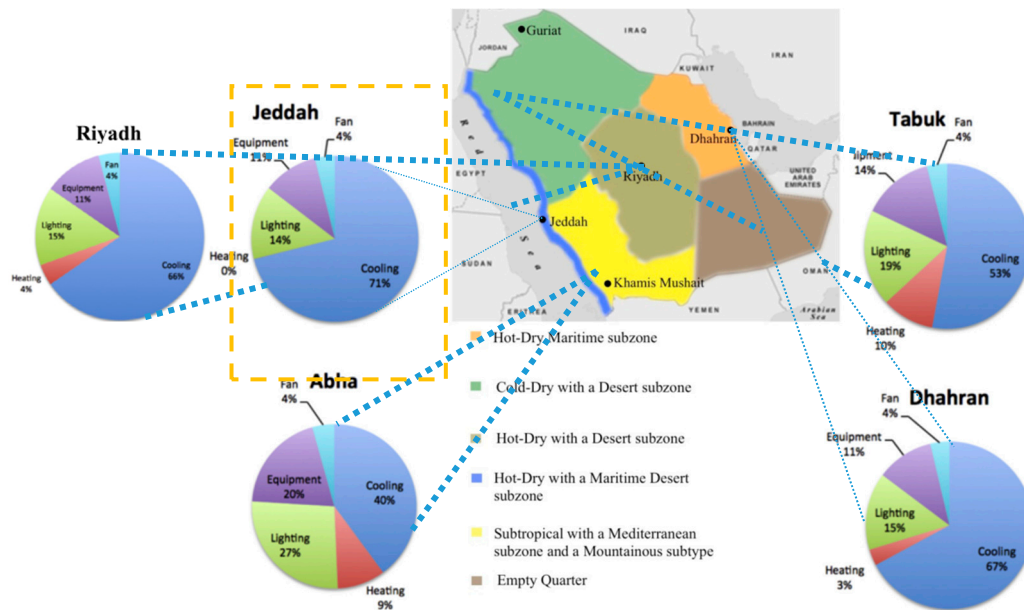 Riyadh
Fan
4%
Equipment
11%
Lighting
15%
Heating
4%
Cooling
66%
Jeddah
Fan
4%
Equipment
Lighting
14%
Heating
0%
Cooling
71%
Abha
Fan
4%
Equipment
20%
Lighting
27%
Heating
9%
Cooling
40%
Guriat
IRAQ
JORDAN
IRAN
KUWAIT
BAHRAIN
Dhahran
QATAR
EGYPT
Red
Sea
Riyadh
UNITED
ARAB
EMIRATES
Jeddah
SUDAN
OMAN
Khamis Mushait
YEMEN
ERITREA
Arabian
Sea
Hot-Dry Maritime subzone
Cold-Dry with a Desert subzone
Hot-Dry with a Desert subzone
Hot-Dry with a Maritime Desert
subzone
Subtropical with a Mediterranean
subzone and a Mountainous subtype
Empty Quarter
Tabuk
Fan
4%
ipment
14%
Lighting
19%
Heating
10%
Cooling
53%
Dhahran
Fan
4%
Equipment
11%
Lighting
15%
Heating
3%
Cooling
67%